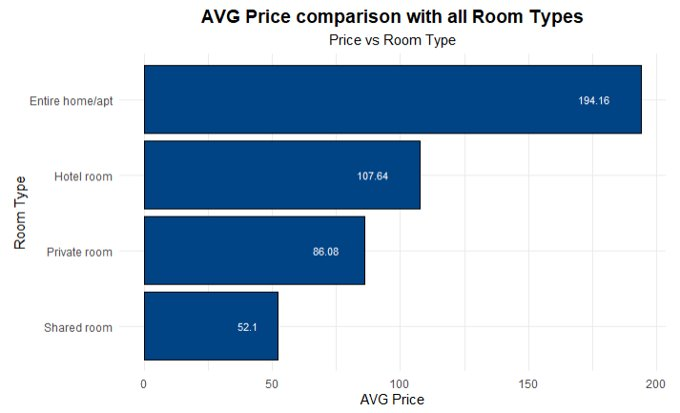 AVG Price comparison with all Room Types
Price vs Room Type
Room Type
Entire home/apt
194.16
Hotel room
107.64
Private room
86.08
Shared room
52.1
0 50 100 150 200
AVG Price